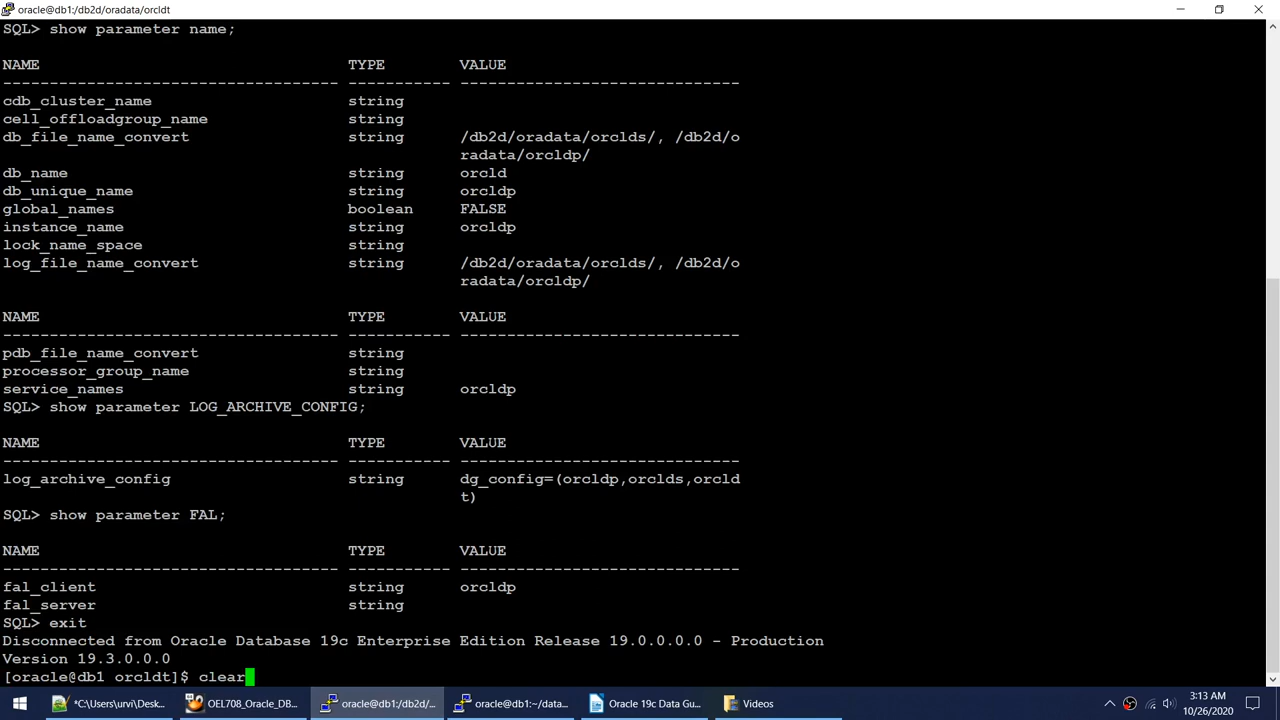 oracle@db1:/db2d/oradata/orcldt
SQL> show parameter name;
NAME TYPE VALUE
------------------------------------ ----------- ------------------------------
cdb_cluster_name string
cell_offloadgroup_name string
db_file_name_convert string /db2d/oradata/orclds/, /db2d/o
radata/orcldp/
db_name string orcld
db_unique_name string orcldp
global_names boolean FALSE
instance_name string orcldp
lock_name_space string
log_file_name_convert string /db2d/oradata/orclds/, /db2d/o
radata/orcldp/
NAME TYPE VALUE
------------------------------------ ----------- ------------------------------
pdb_file_name_convert string
processor_group_name string
service_names string orcldp
SQL> show parameter LOG_ARCHIVE_CONFIG;
NAME TYPE VALUE
------------------------------------ ----------- ------------------------------
log_archive_config string dg_config=(orcldp,orclds,orcld
t)
SQL> show parameter FAL;
NAME TYPE VALUE
------------------------------------ ----------- ------------------------------
fal_client string orcldp
fal_server string
SQL> exit
Disconnected from Oracle Database 19c Enterprise Edition Release 19.0.0.0.0 - Production
Version 19.3.0.0.0
[oracle@db1 orcldt]$ clear
*C:\Users\urvi\Desk... OEL708_Oracle_DB... oracle@db1:/db2d/... oracle@db1:~/data... Oracle 19c Data Gu... Videos 3:13 AM
10/26/2020